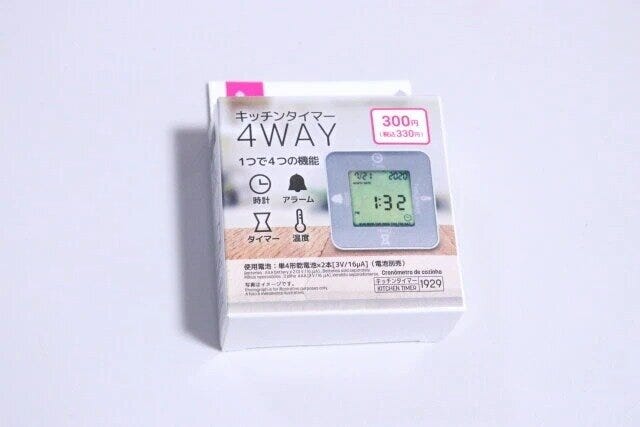 キッチンタイマー
4WAY
300円
(税込330円)
1つで4つの機能
時計 アラーム
タイマー 温度
7/21 2020
1:32
使用電池：単4形乾電池×2本[3V/16μA]（電池別売）
写真はイメージです。
Cronómetro de cozinha
キッチンタイマー
KITCHEN TIMER
1929